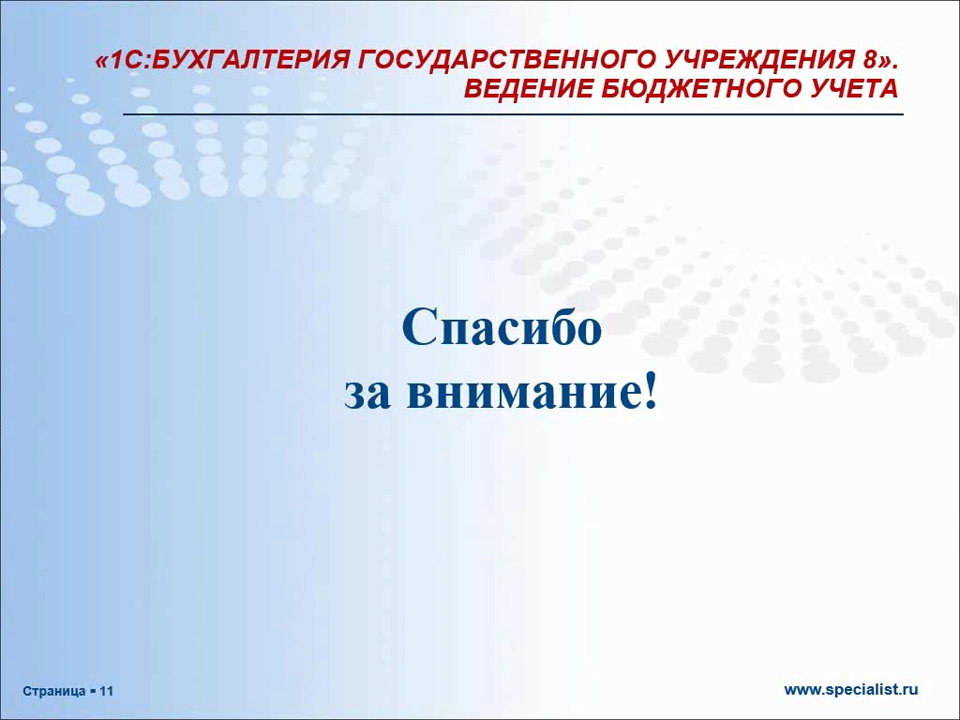 «1С:БУХГАЛТЕРИЯ ГОСУДАРСТВЕННОГО УЧРЕЖДЕНИЯ 8».
ВЕДЕНИЕ БЮДЖЕТНОГО УЧЕТА
Спасибо
за внимание!
Страница ▪ 11
www.specialist.ru